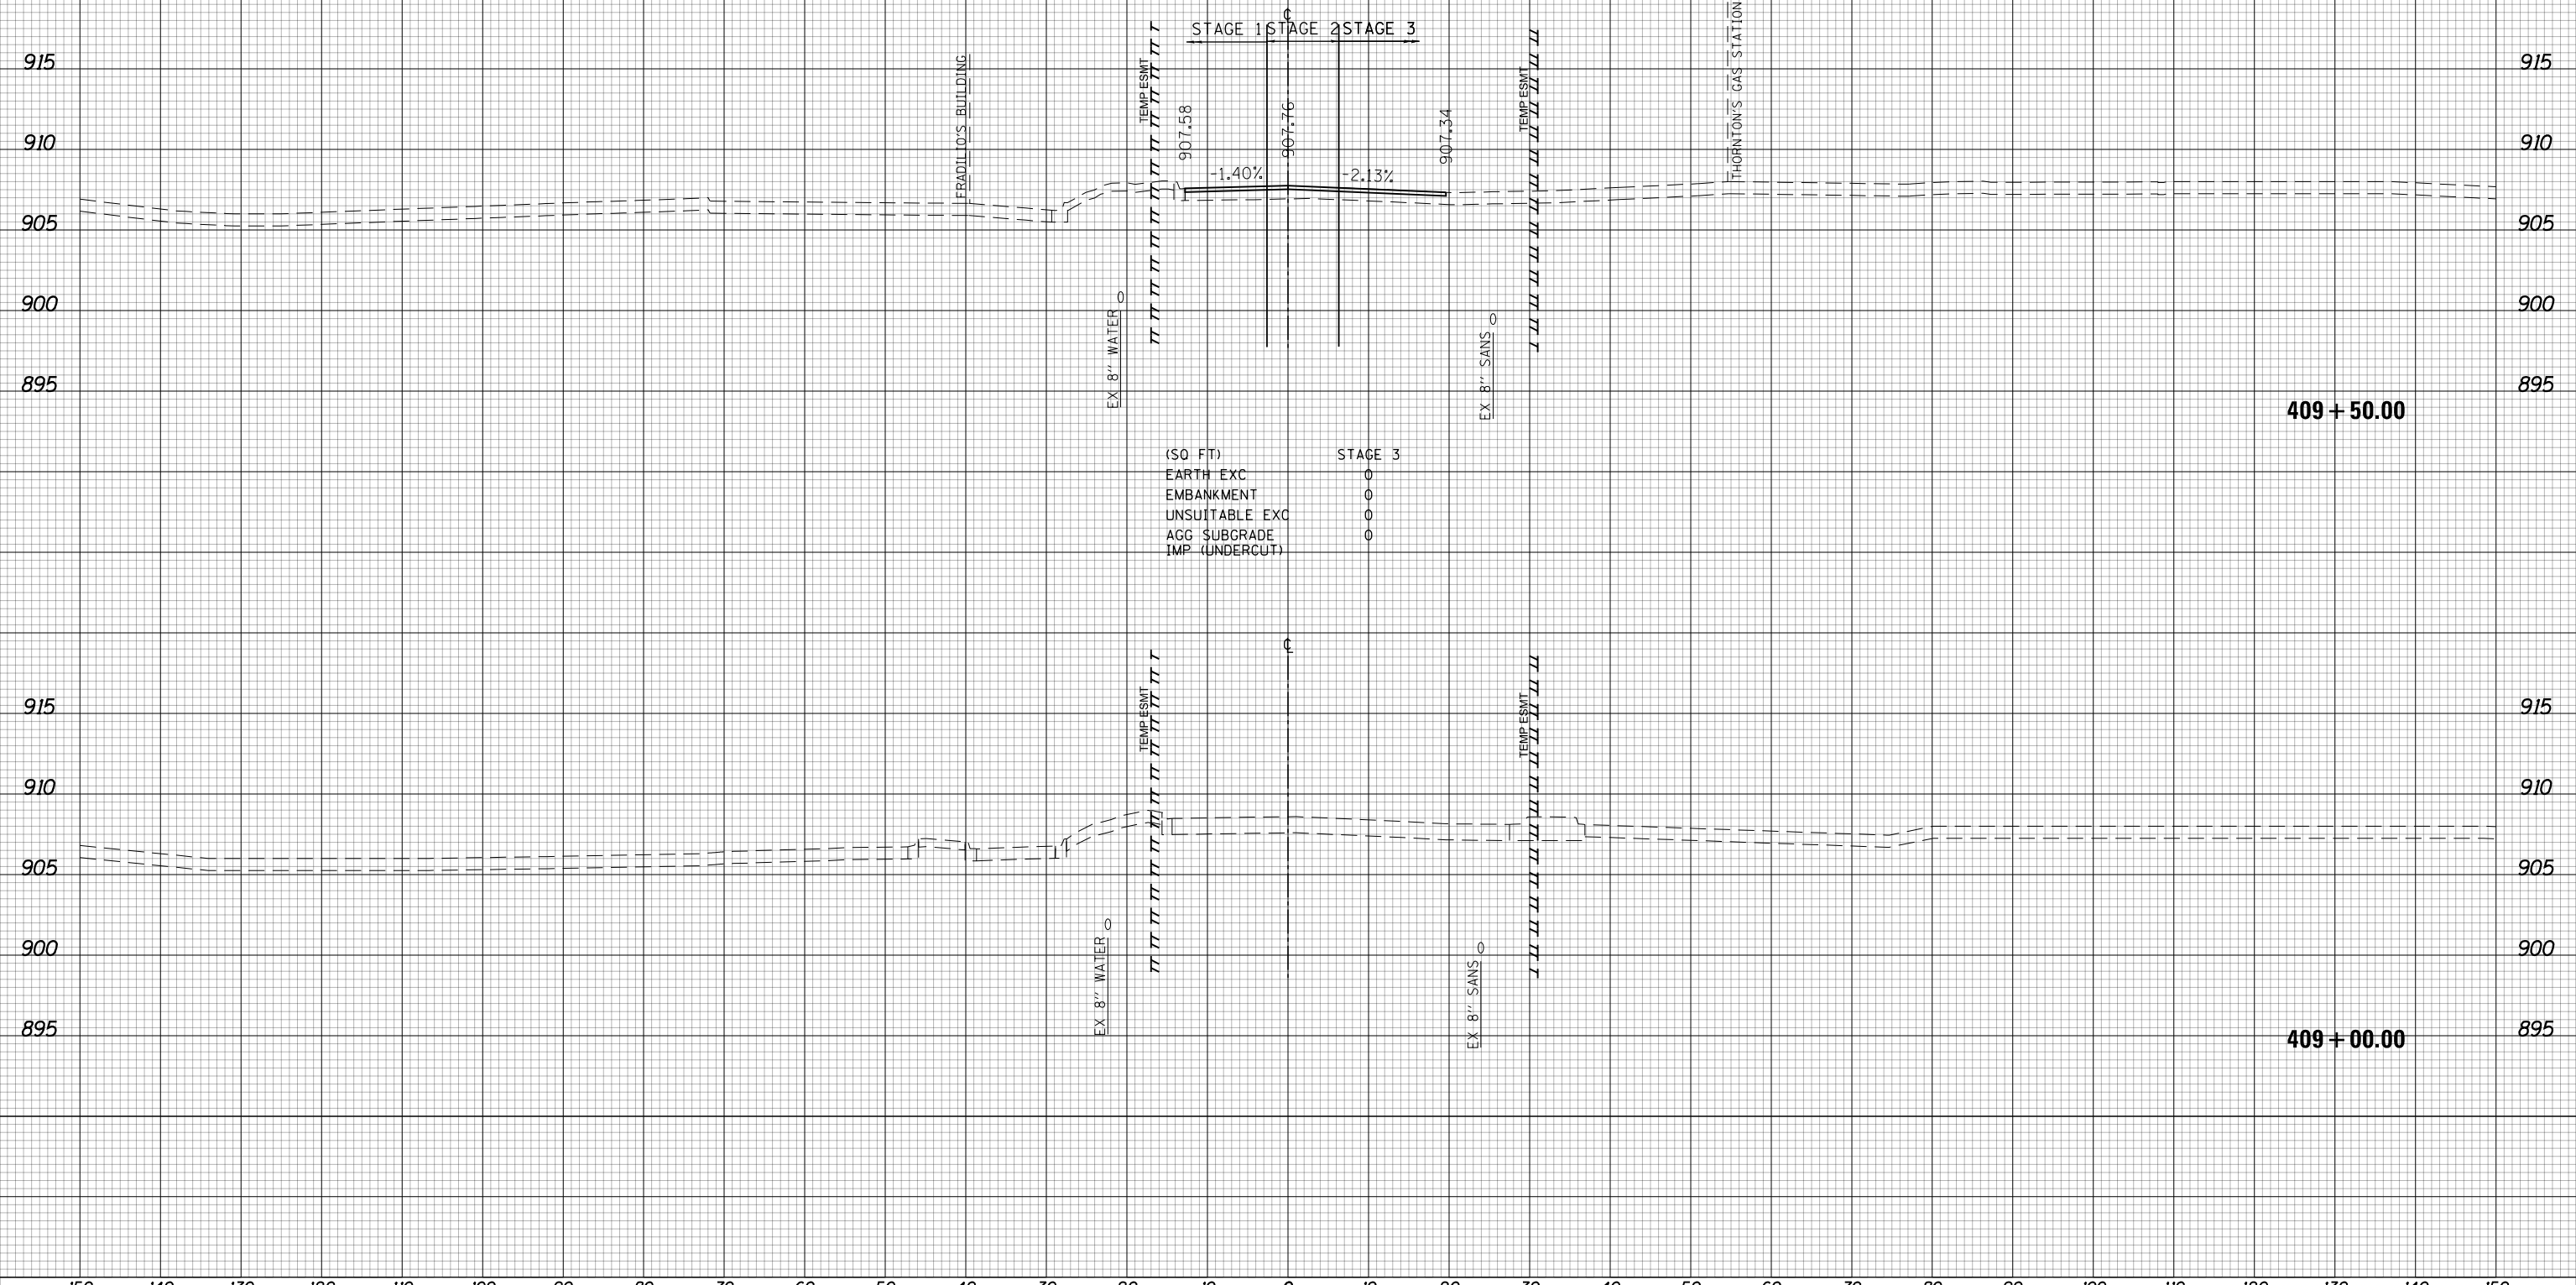 ℄
STAGE 1 STAGE 2 STAGE 3
915 915
910 910
905 905
900 900
895 895
FRADILIO'S BUILDING
TEMP ESMT
907.58
907.76
907.34
TEMP ESMT
THORNTON'S GAS STATION
-1.40% -2.13%
EX 8" WATER
EX 8" SANS
409+50.00
(SQ FT) STAGE 3
EARTH EXC 0
EMBANKMENT 0
UNSUITABLE EXC 0
AGG SUBGRADE 0
IMP (UNDERCUT)
℄
915 915
910 910
905 905
900 900
895 895
TEMP ESMT
TEMP ESMT
EX 8" WATER
EX 8" SANS
409+00.00